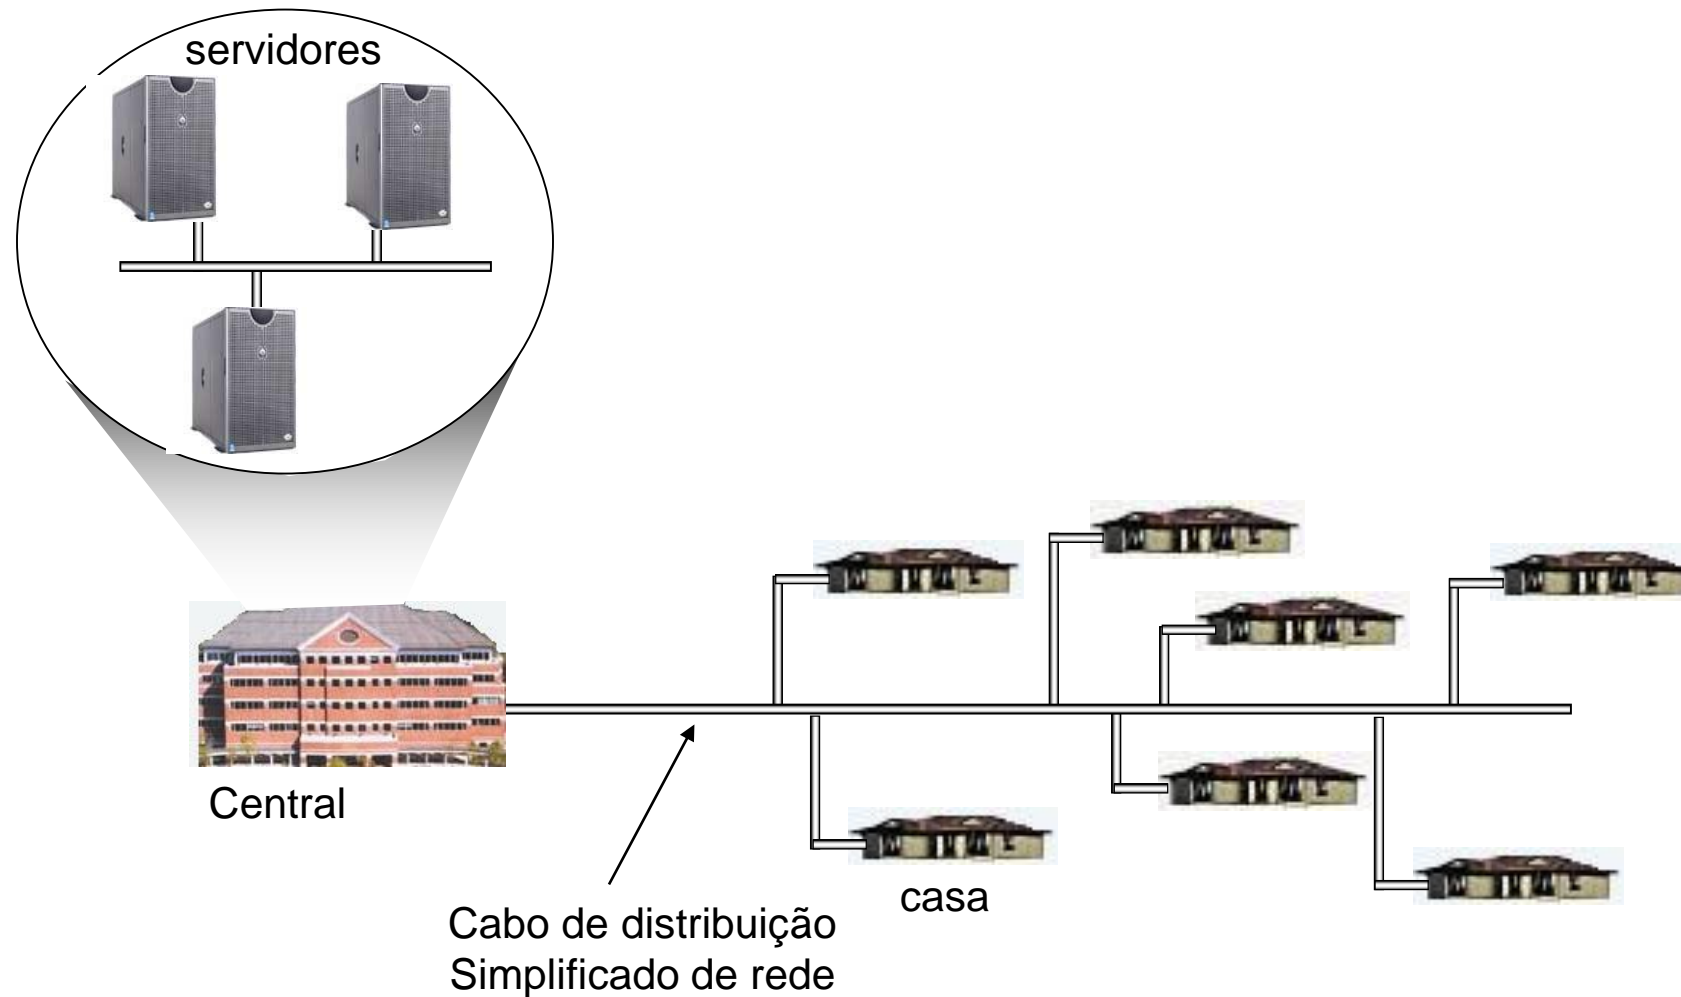 servidores
Central
casa
Cabo de distribuição
Simplificado de rede